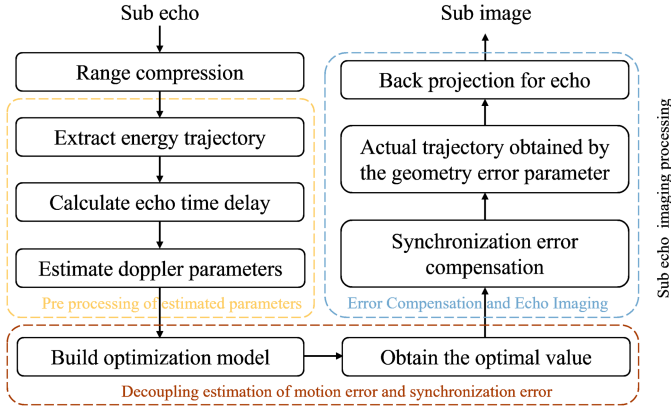 Sub echo
Range compression
Extract energy trajectory
Calculate echo time delay
Estimate doppler parameters
Pre processing of estimated parameters
Build optimization model
Obtain the optimal value
Decoupling estimation of motion error and synchronization error
Sub image
Back projection for echo
Actual trajectory obtained by
the geometry error parameter
Synchronization error
compensation
Error Compensation and Echo Imaging
Sub echo imaging processing